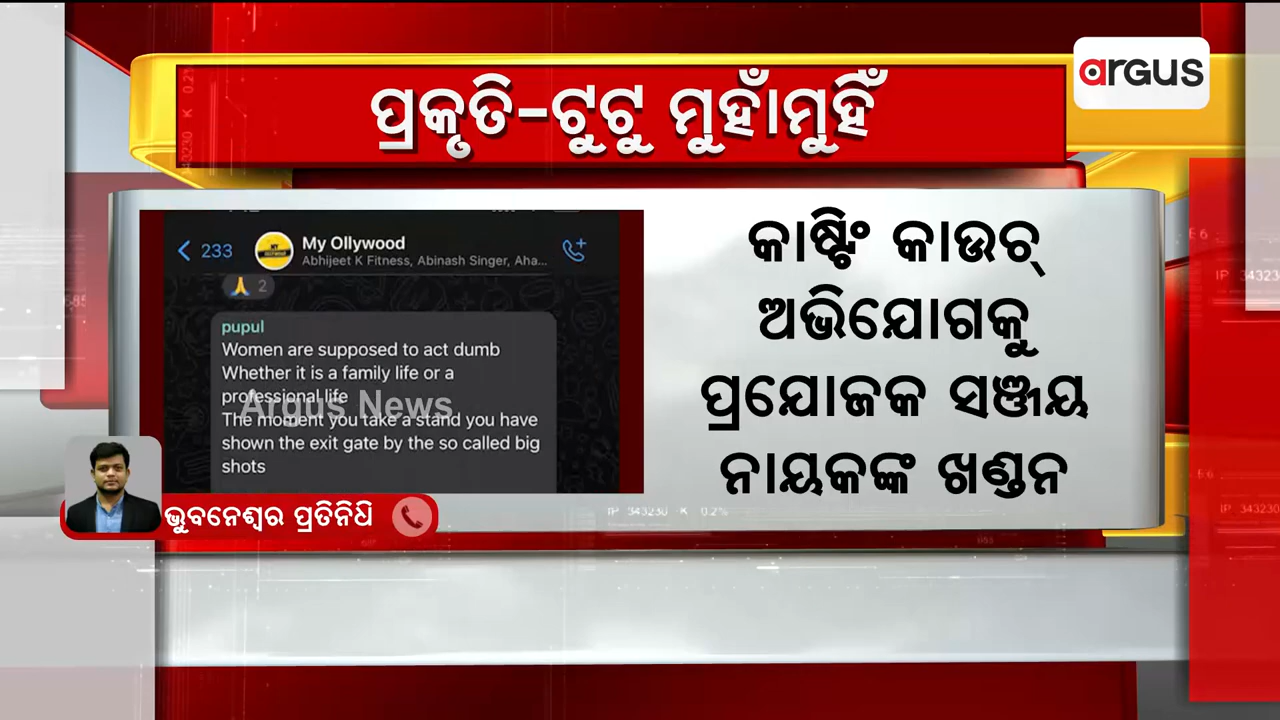 argus
ପ୍ରକୃତି-ଟୁଟୁ ମୁହାଁମୁହିଁ
233
My Ollywood
Abhijeet K Fitness, Abinash Singer, Aha...
🙏 2
pupul
Women are supposed to act dumb
Whether it is a family life or a
professional life
Argus News
The moment you take a stand you have
shown the exit gate by the so called big
shots
କାଷ୍ଟିଂ କାଉଚ୍
ଅଭିଯୋଗକୁ
ପ୍ରଯୋଜକ ସଞ୍ଜୟ
ନାୟକଙ୍କ ଖଣ୍ଡନ
ଭୁବନେଶ୍ୱର ପ୍ରତିନିଧି